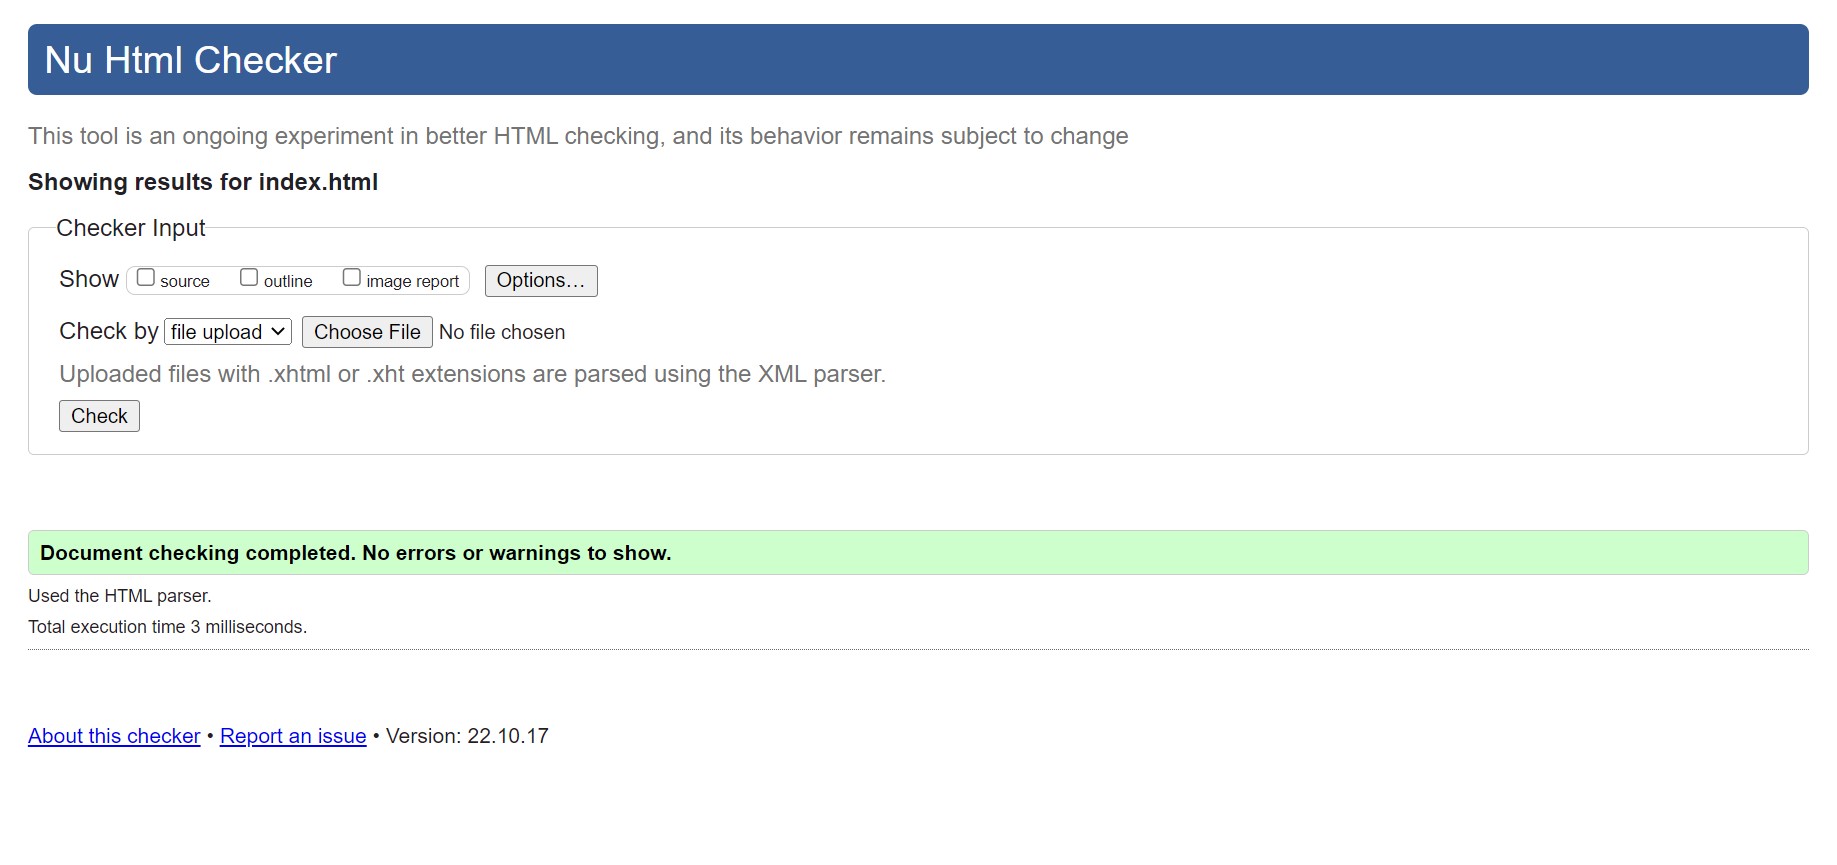 Nu Html Checker
This tool is an ongoing experiment in better HTML checking, and its behavior remains subject to change
Showing results for index.html
Checker Input
Show source outline image report Options…
Check by file upload Choose File No file chosen
Uploaded files with .xhtml or .xht extensions are parsed using the XML parser.
Check
Document checking completed. No errors or warnings to show.
Used the HTML parser.
Total execution time 3 milliseconds.
About this checker • Report an issue • Version: 22.10.17